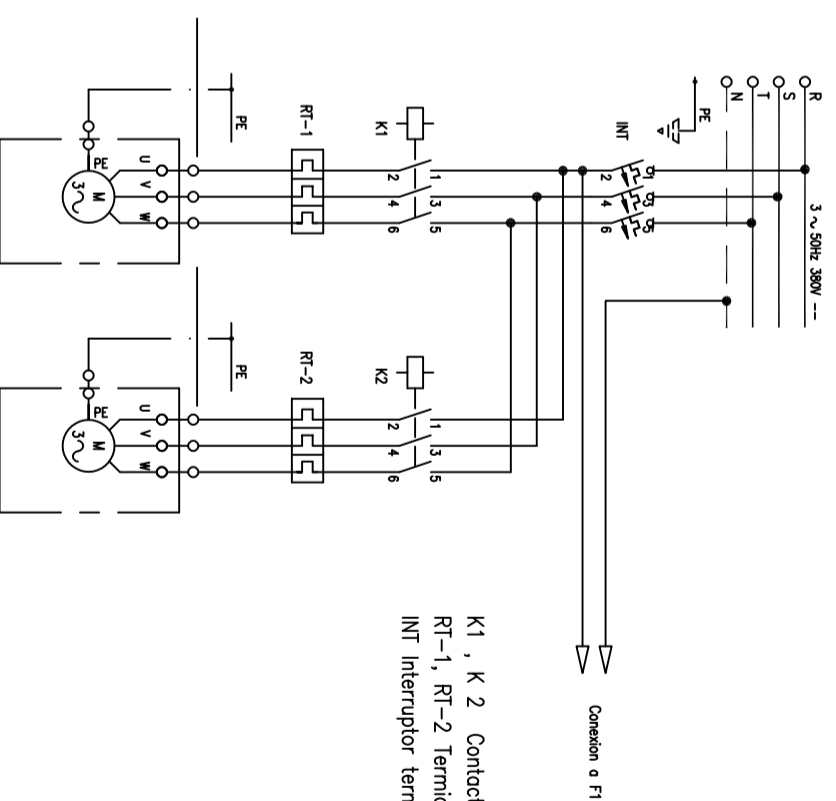 R
3 ~ 50Hz 380V --
S
T
N
PE
INT
1 3 5
2 4 6
Conexion a F1
K1
1 3 5
2 4 6
K2
1 3 5
2 4 6
RT-1
RT-2
PE
PE
U V W
PE
M
3~
U V W
PE
M
3~
K1 , K 2 Contact
RT-1, RT-2 Termic
INT Interruptor